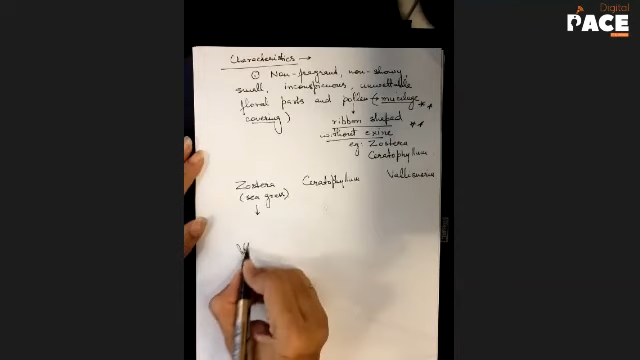 Digital
PACE
Characteristics →
① Non-fragrant, non-showy,
small, inconspicuous, unwettable
floral parts and pollen (→ mucilage **
covering)
ribbon shaped
without exine **
eg: Zostera
Ceratophyllum
Zostera Ceratophyllum Vallisneria
(sea grass)